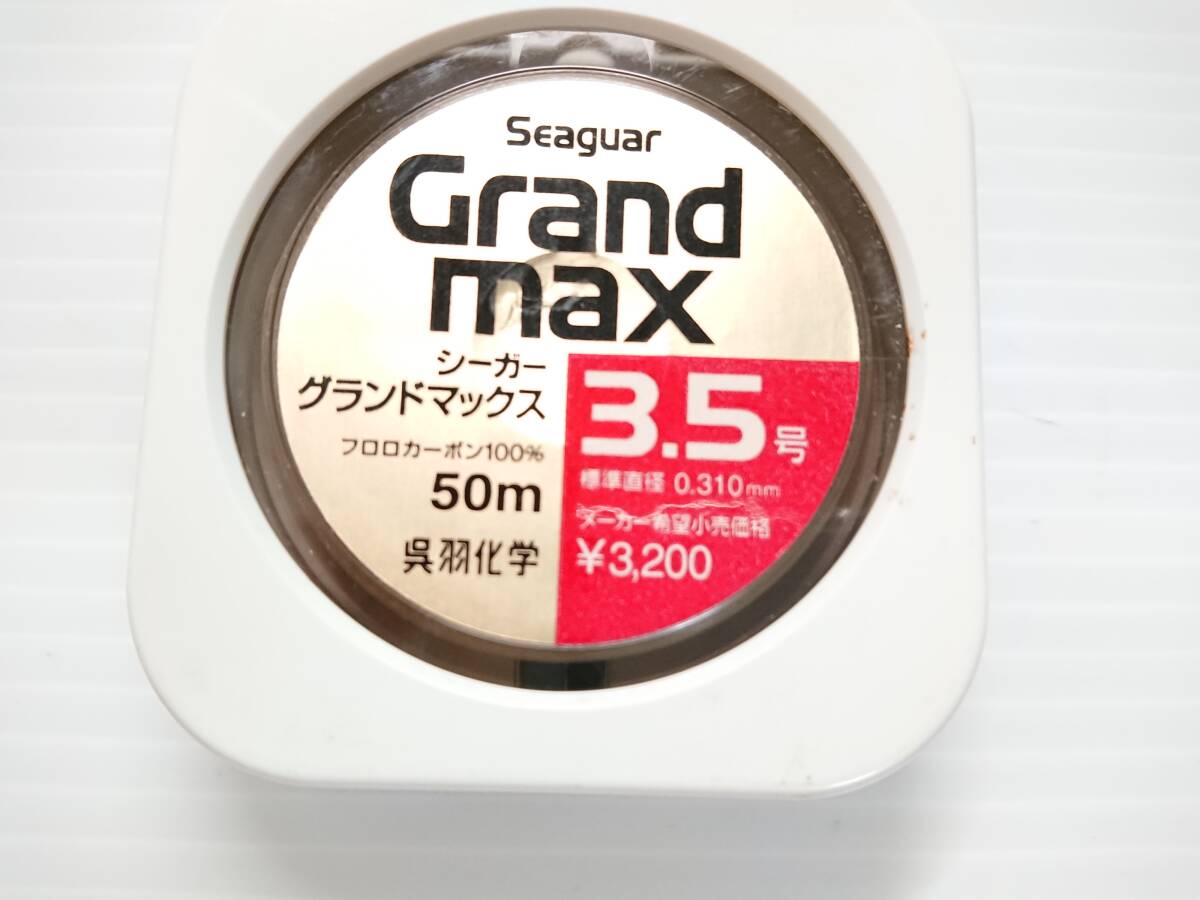 Seaguar
Grand
max
シーガー
グランドマックス
フロロカーボン100%
50m
呉羽化学
3.5号
標準直径 0.310mm
メーカー希望小売価格
¥3,200